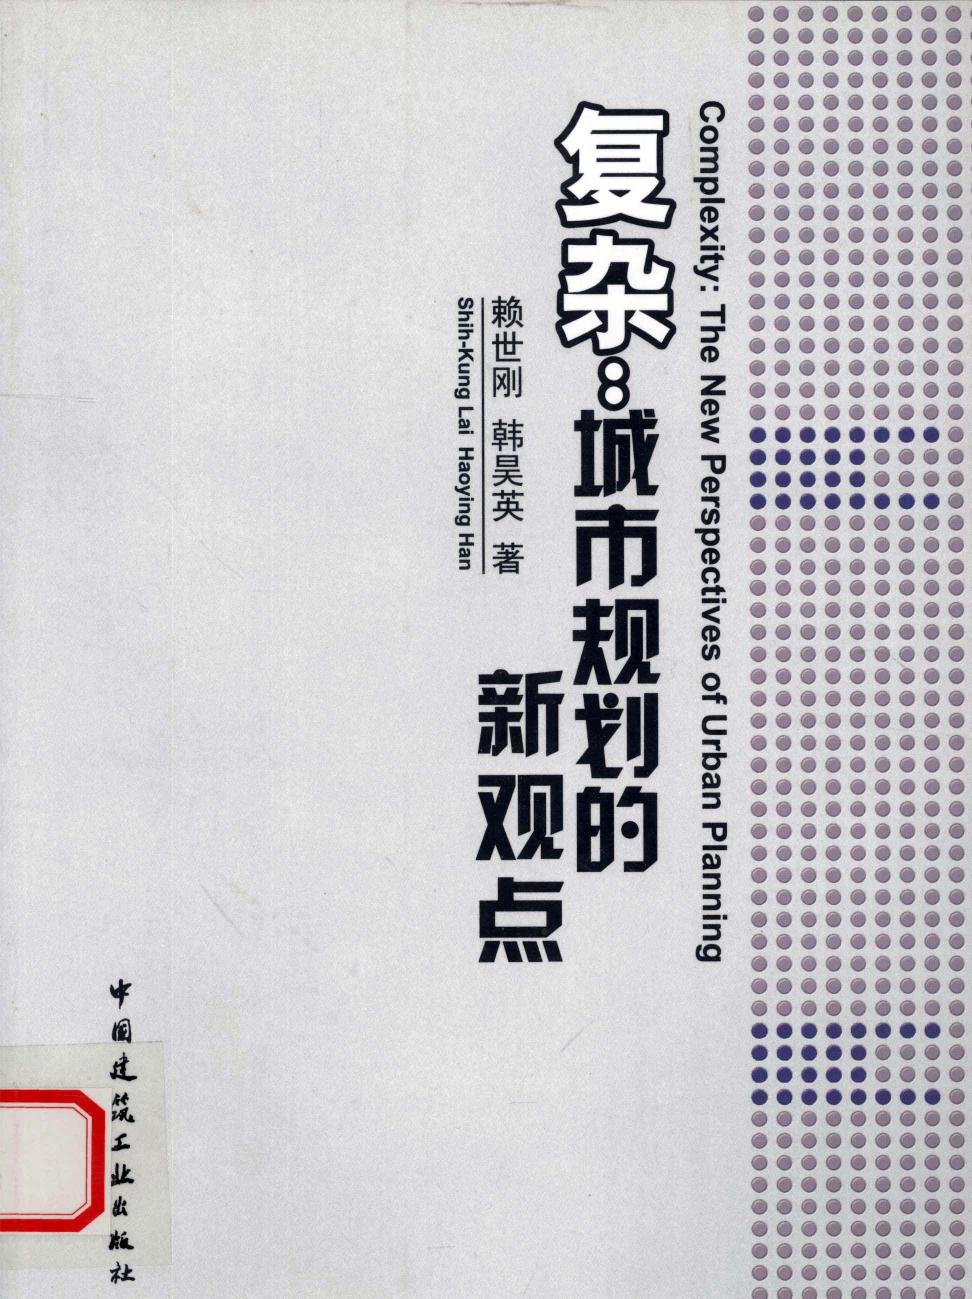 Complexity: The New Perspectives of Urban Planning
复杂:城市规划的
新观点
赖世刚 韩昊英 著
Shih-Kung Lai Haoying Han
中国建筑工业出版社